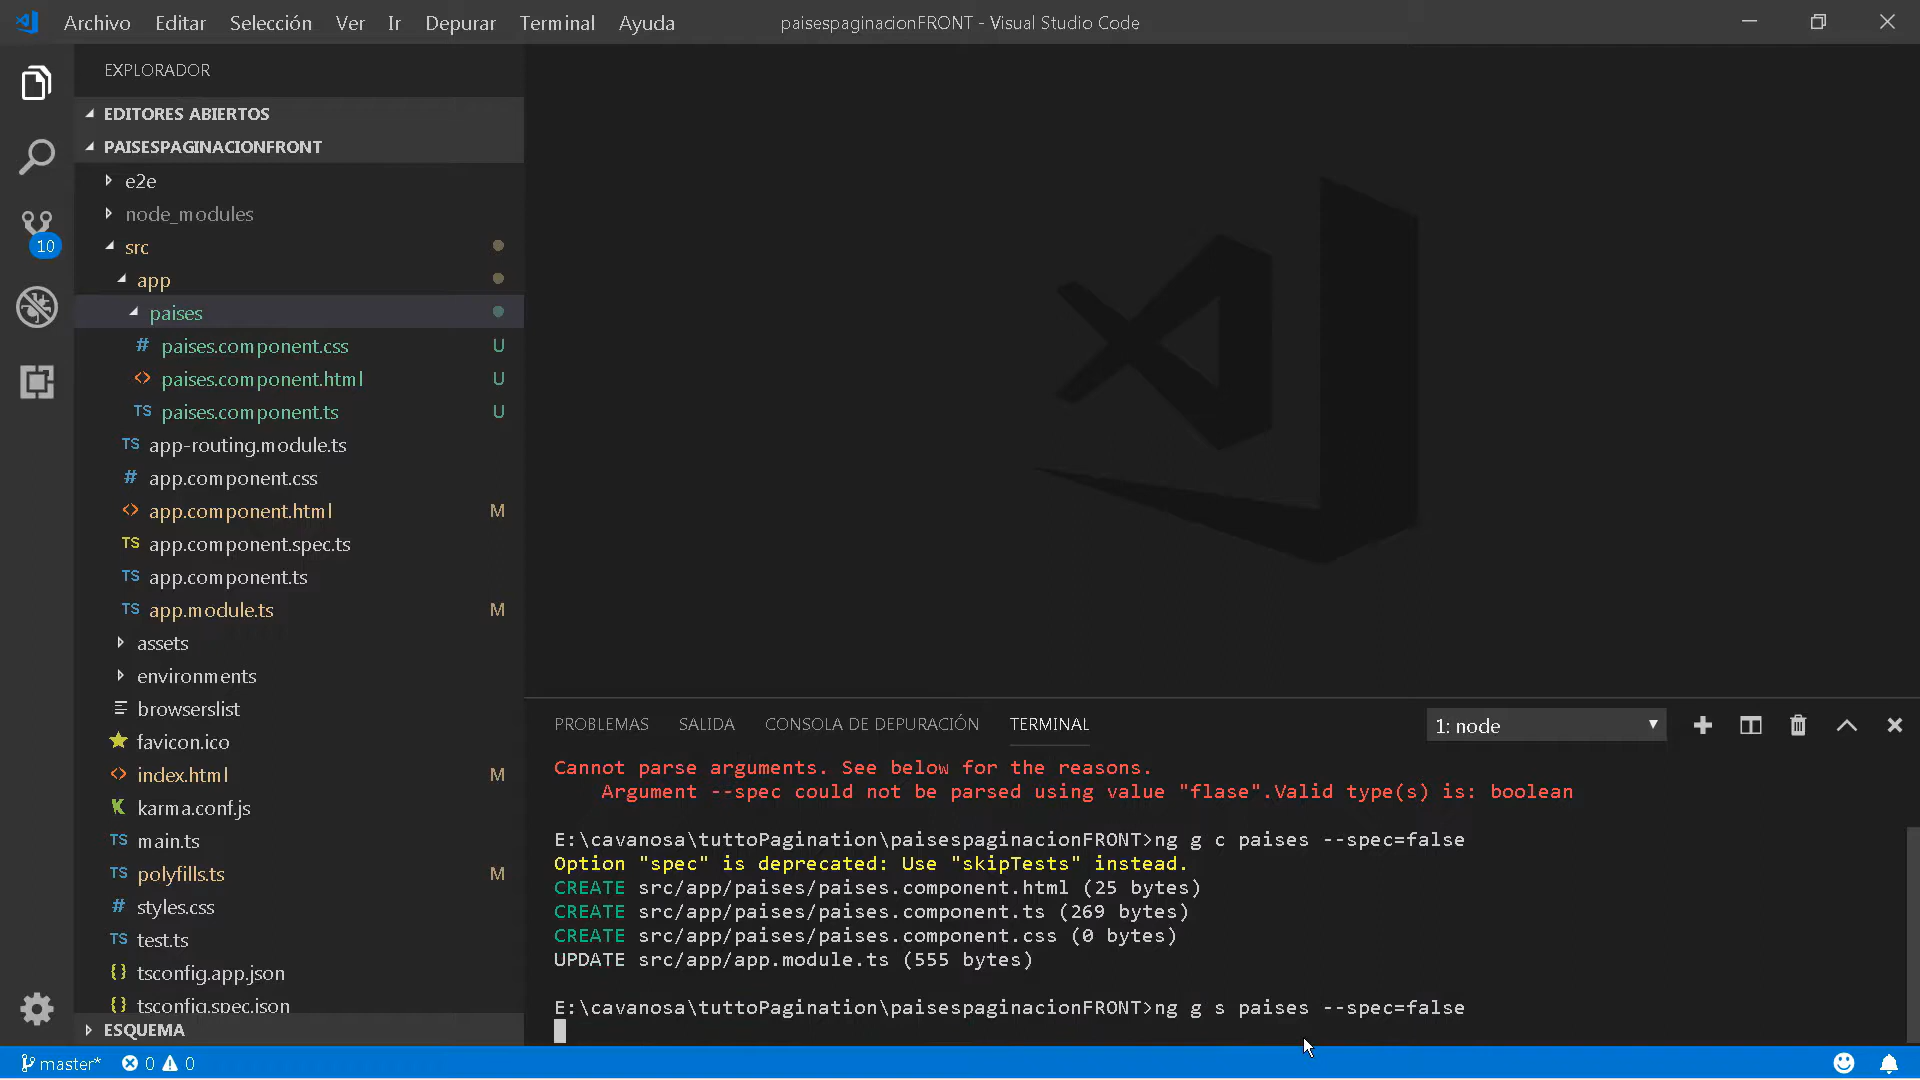 Archivo Editar Selección Ver Ir Depurar Terminal Ayuda paisespaginacionFRONT - Visual Studio Code
EXPLORADOR
EDITORES ABIERTOS
PAISESPAGINACIONFRONT
e2e
node_modules
10
src
app
paises
# paises.component.css U
<> paises.component.html U
TS paises.component.ts U
TS app-routing.module.ts
# app.component.css
<> app.component.html M
TS app.component.spec.ts
TS app.component.ts
TS app.module.ts M
assets
environments
browserslist
favicon.ico
<> index.html M
K karma.conf.js
TS main.ts
TS polyfills.ts M
# styles.css
TS test.ts
{} tsconfig.app.json
{} tsconfig.spec.json
ESQUEMA
PROBLEMAS SALIDA CONSOLA DE DEPURACIÓN TERMINAL 1: node
Cannot parse arguments. See below for the reasons.
Argument --spec could not be parsed using value "flase".Valid type(s) is: boolean
E:\cavanosa\tuttoPagination\paisespaginacionFRONT>ng g c paises --spec=false
Option "spec" is deprecated: Use "skipTests" instead.
CREATE src/app/paises/paises.component.html (25 bytes)
CREATE src/app/paises/paises.component.ts (269 bytes)
CREATE src/app/paises/paises.component.css (0 bytes)
UPDATE src/app/app.module.ts (555 bytes)
E:\cavanosa\tuttoPagination\paisespaginacionFRONT>ng g s paises --spec=false
master* 0 0